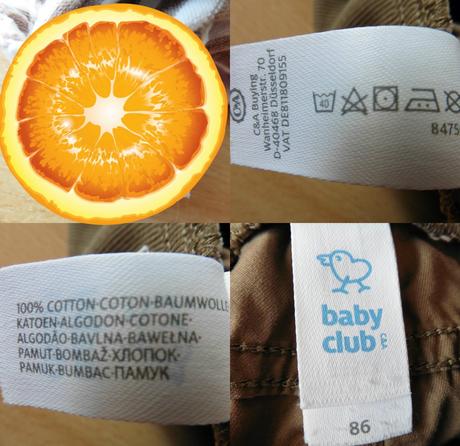 C&A Buying
Wanheimerstr. 70
D-40468 Düsseldorf
VAT DE811809155
40
8475
100% COTTON·COTON·BAUMWOLLE
KATOEN·ALGODON·COTONE·
ALGODÃO·BAVLNA·BAWEŁNA·
PAMUT·BOMBAŽ·ХЛОПОК·
PAMUK·BUMBAC·ПАМУК
baby
club
C&A
86